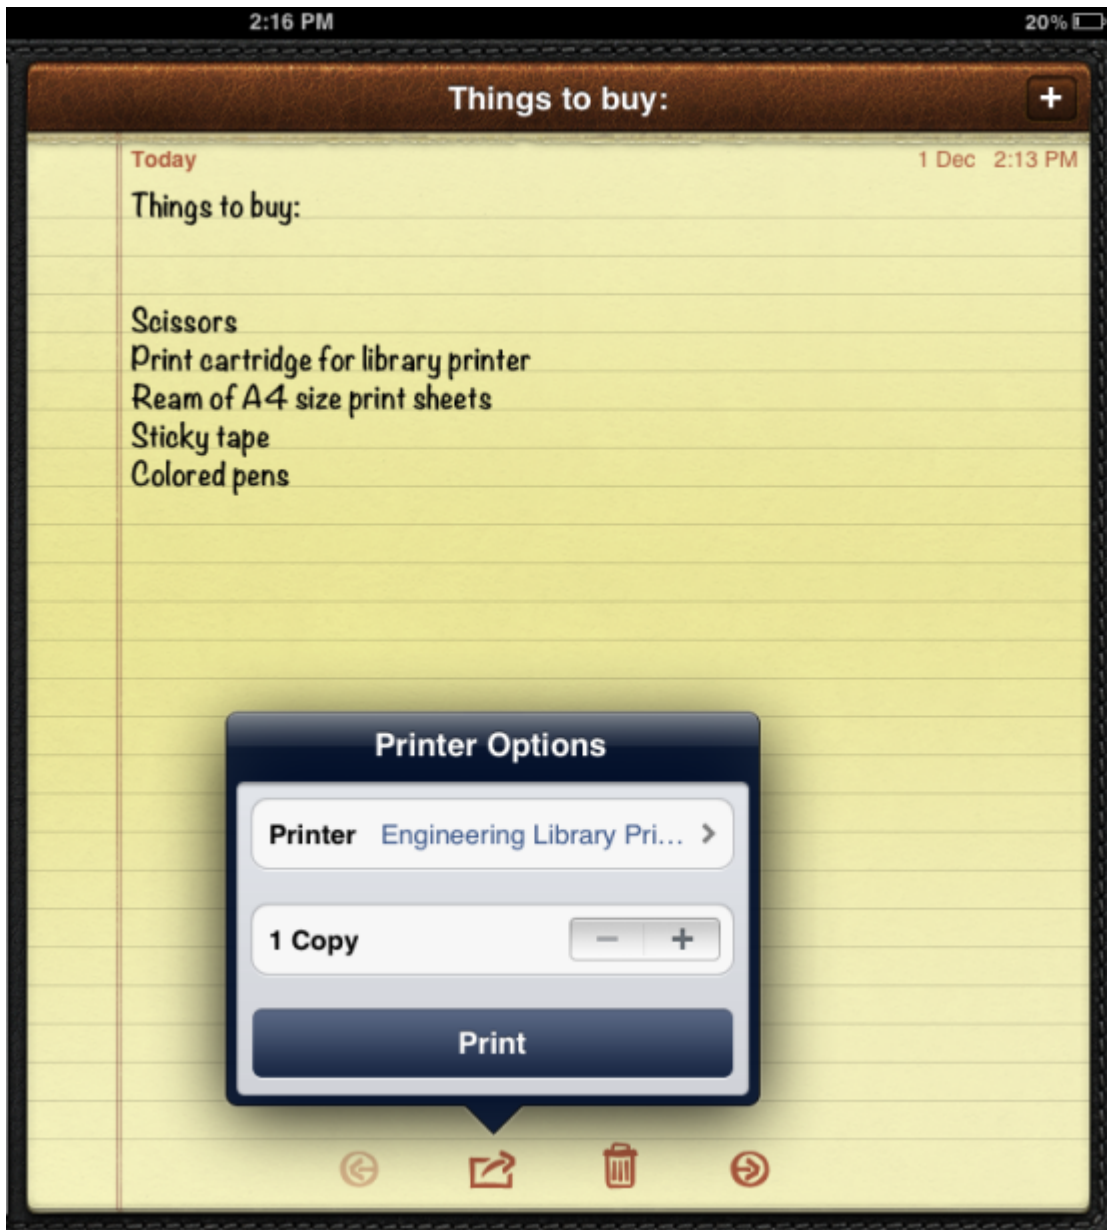 2:16 PM 20%
Things to buy: +
Today 1 Dec 2:13 PM
Things to buy:
Scissors
Print cartridge for library printer
Ream of A4 size print sheets
Sticky tape
Colored pens
Printer Options
Printer Engineering Library Pri... >
1 Copy − +
Print